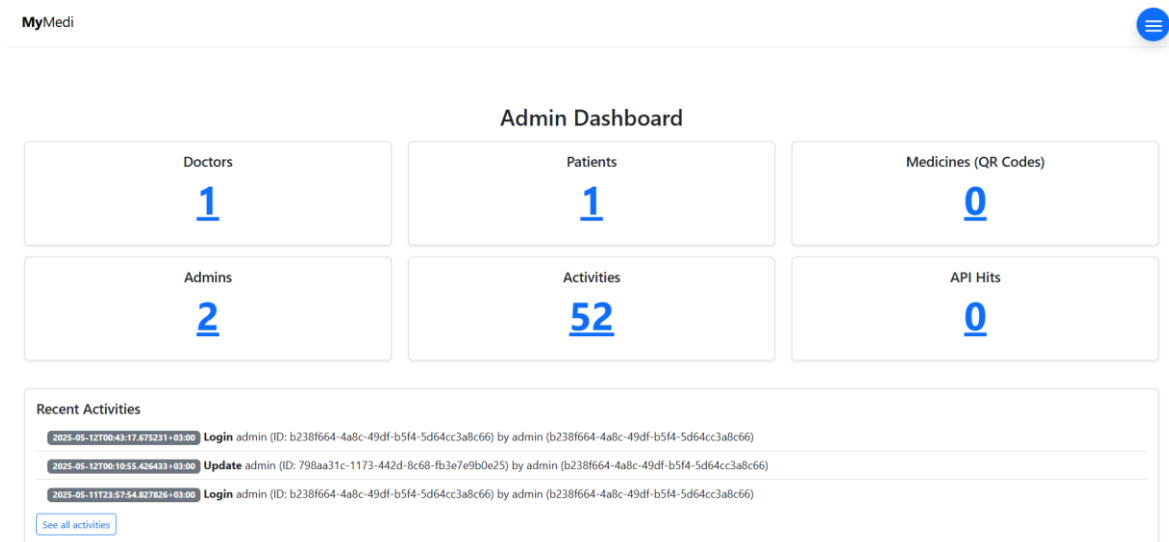 MyMedi
Admin Dashboard
Doctors
1
Patients
1
Medicines (QR Codes)
0
Admins
2
Activities
52
API Hits
0
Recent Activities
2025-05-12T00:43:17.675231+03:00 Login admin (ID: b238f664-4a8c-49df-b5f4-5d64cc3a8c66) by admin (b238f664-4a8c-49df-b5f4-5d64cc3a8c66)
2025-05-12T00:10:55.426433+03:00 Update admin (ID: 798aa31c-1173-442d-8c68-fb3e7e9b0e25) by admin (b238f664-4a8c-49df-b5f4-5d64cc3a8c66)
2025-05-11T23:57:54.827826+03:00 Login admin (ID: b238f664-4a8c-49df-b5f4-5d64cc3a8c66) by admin (b238f664-4a8c-49df-b5f4-5d64cc3a8c66)
See all activities